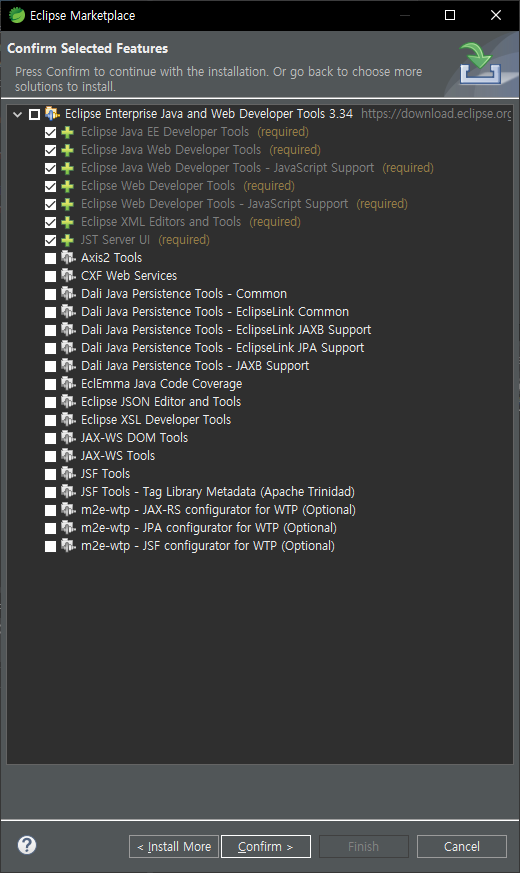 Eclipse Marketplace
Confirm Selected Features
Press Confirm to continue with the installation. Or go back to choose more
solutions to install.
Eclipse Enterprise Java and Web Developer Tools 3.34 https://download.eclipse.org
Eclipse Java EE Developer Tools (required)
Eclipse Java Web Developer Tools (required)
Eclipse Java Web Developer Tools - JavaScript Support (required)
Eclipse Web Developer Tools (required)
Eclipse Web Developer Tools - JavaScript Support (required)
Eclipse XML Editors and Tools (required)
JST Server UI (required)
Axis2 Tools
CXF Web Services
Dali Java Persistence Tools - Common
Dali Java Persistence Tools - EclipseLink Common
Dali Java Persistence Tools - EclipseLink JAXB Support
Dali Java Persistence Tools - EclipseLink JPA Support
Dali Java Persistence Tools - JAXB Support
EclEmma Java Code Coverage
Eclipse JSON Editor and Tools
Eclipse XSL Developer Tools
JAX-WS DOM Tools
JAX-WS Tools
JSF Tools
JSF Tools - Tag Library Metadata (Apache Trinidad)
m2e-wtp - JAX-RS configurator for WTP (Optional)
m2e-wtp - JPA configurator for WTP (Optional)
m2e-wtp - JSF configurator for WTP (Optional)
< Install More Confirm > Finish Cancel